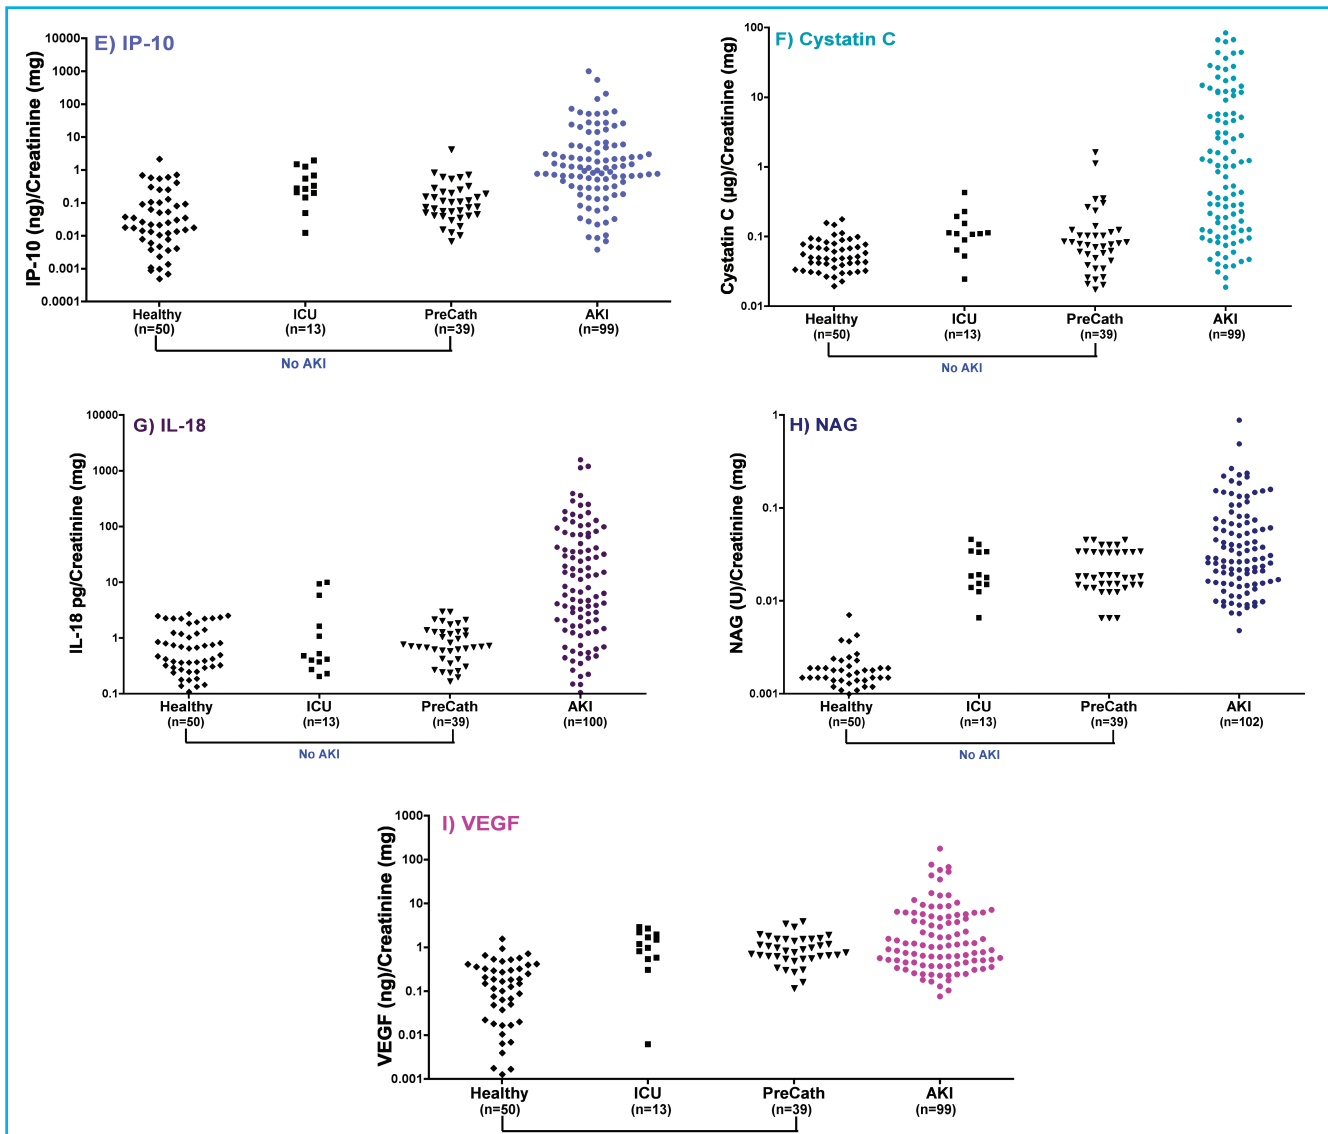 E) IP-10
IP-10 (ng)/Creatinine (mg)
10000
1000
100
10
1
0.1
0.01
0.001
0.0001
Healthy ICU PreCath AKI
(n=50) (n=13) (n=39) (n=99)
No AKI
F) Cystatin C
Cystatin C (µg)/Creatinine (mg)
100
10
1
0.1
0.01
Healthy ICU PreCath AKI
(n=50) (n=13) (n=39) (n=99)
No AKI
G) IL-18
IL-18 pg/Creatinine (mg)
10000
1000
100
10
1
0.1
Healthy ICU PreCath AKI
(n=50) (n=13) (n=39) (n=100)
No AKI
H) NAG
NAG (U)/Creatinine (mg)
1
0.1
0.01
0.001
Healthy ICU PreCath AKI
(n=50) (n=13) (n=39) (n=102)
No AKI
I) VEGF
VEGF (ng)/Creatinine (mg)
1000
100
10
1
0.1
0.01
0.001
Healthy ICU PreCath AKI
(n=50) (n=13) (n=39) (n=99)